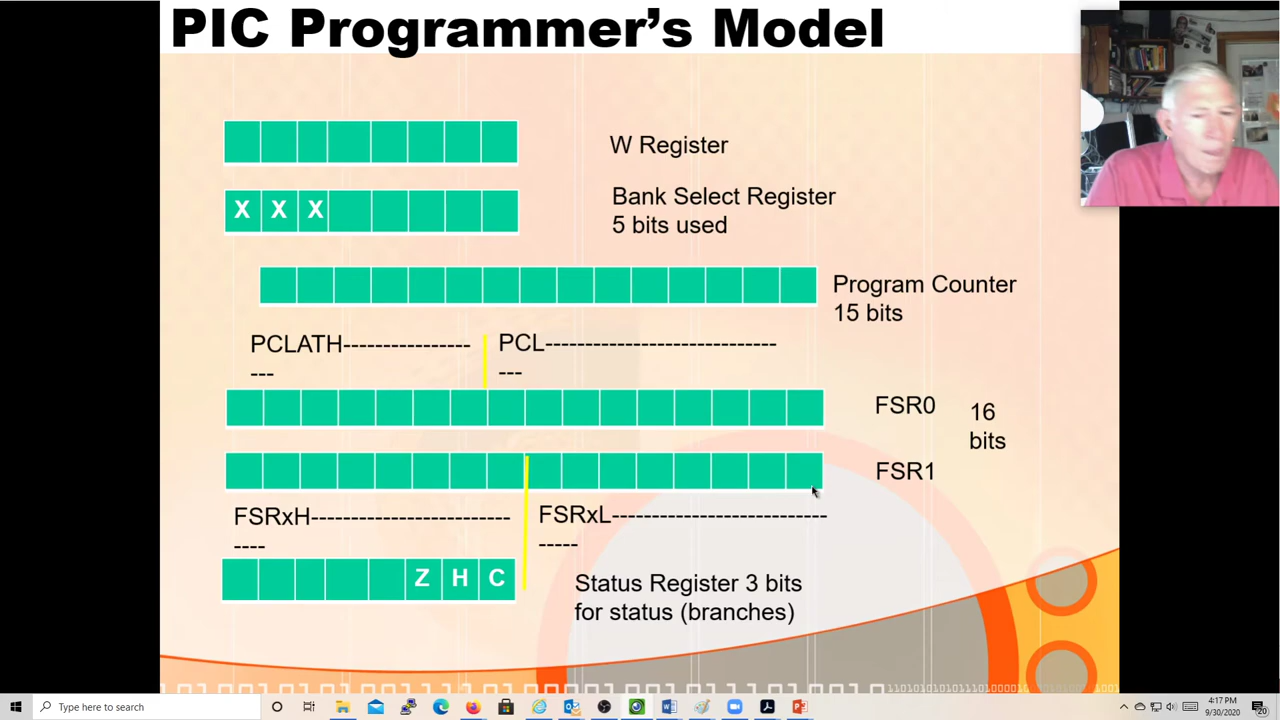 PIC Programmer's Model
W Register
X X X
Bank Select Register
5 bits used
Program Counter
15 bits
PCLATH----------------
---
PCL-----------------------------
---
FSR0
16
bits
FSR1
FSRxH-------------------------
----
FSRxL---------------------------
-----
Z H C
Status Register 3 bits
for status (branches)
Type here to search
4:17 PM
9/30/2020
20